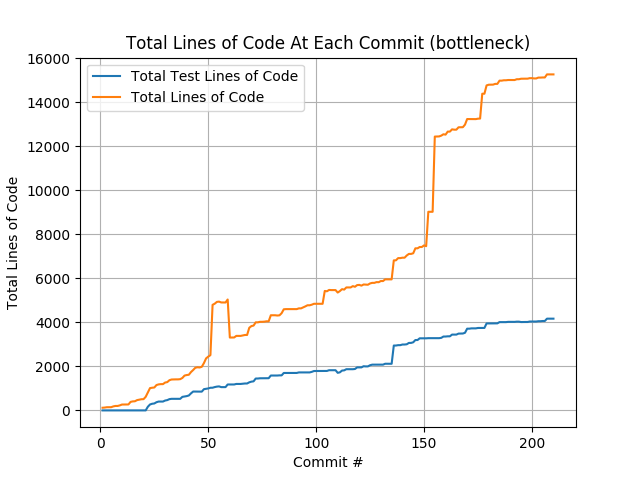 Total Lines of Code At Each Commit (bottleneck)
Total Test Lines of Code
Total Lines of Code
Total Lines of Code
16000
14000
12000
10000
8000
6000
4000
2000
0
0 50 100 150 200
Commit #